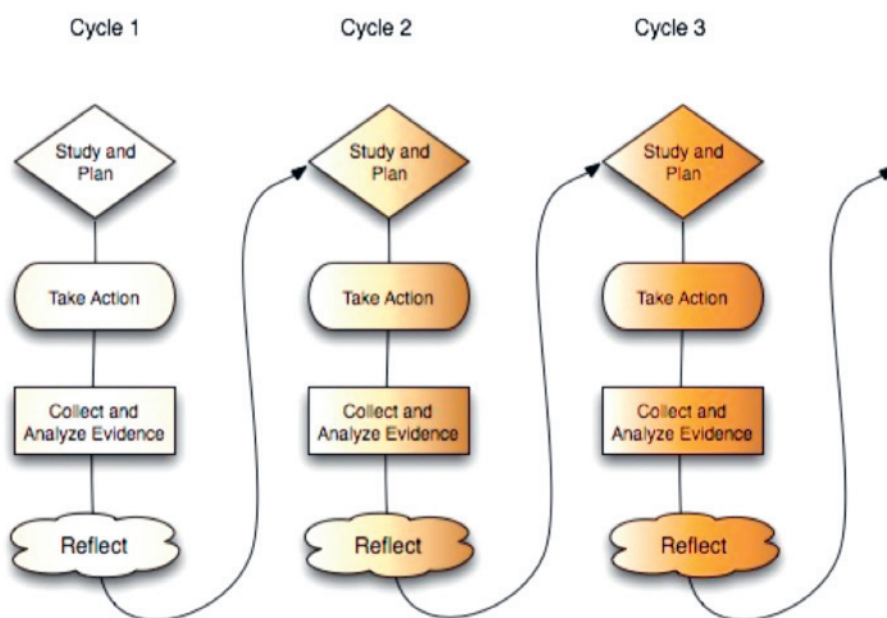 Cycle 1
Cycle 2
Cycle 3
Study and
Plan
Study and
Plan
Study and
Plan
Take Action
Take Action
Take Action
Collect and
Analyze Evidence
Collect and
Analyze Evidence
Collect and
Analyze Evidence
Reflect
Reflect
Reflect